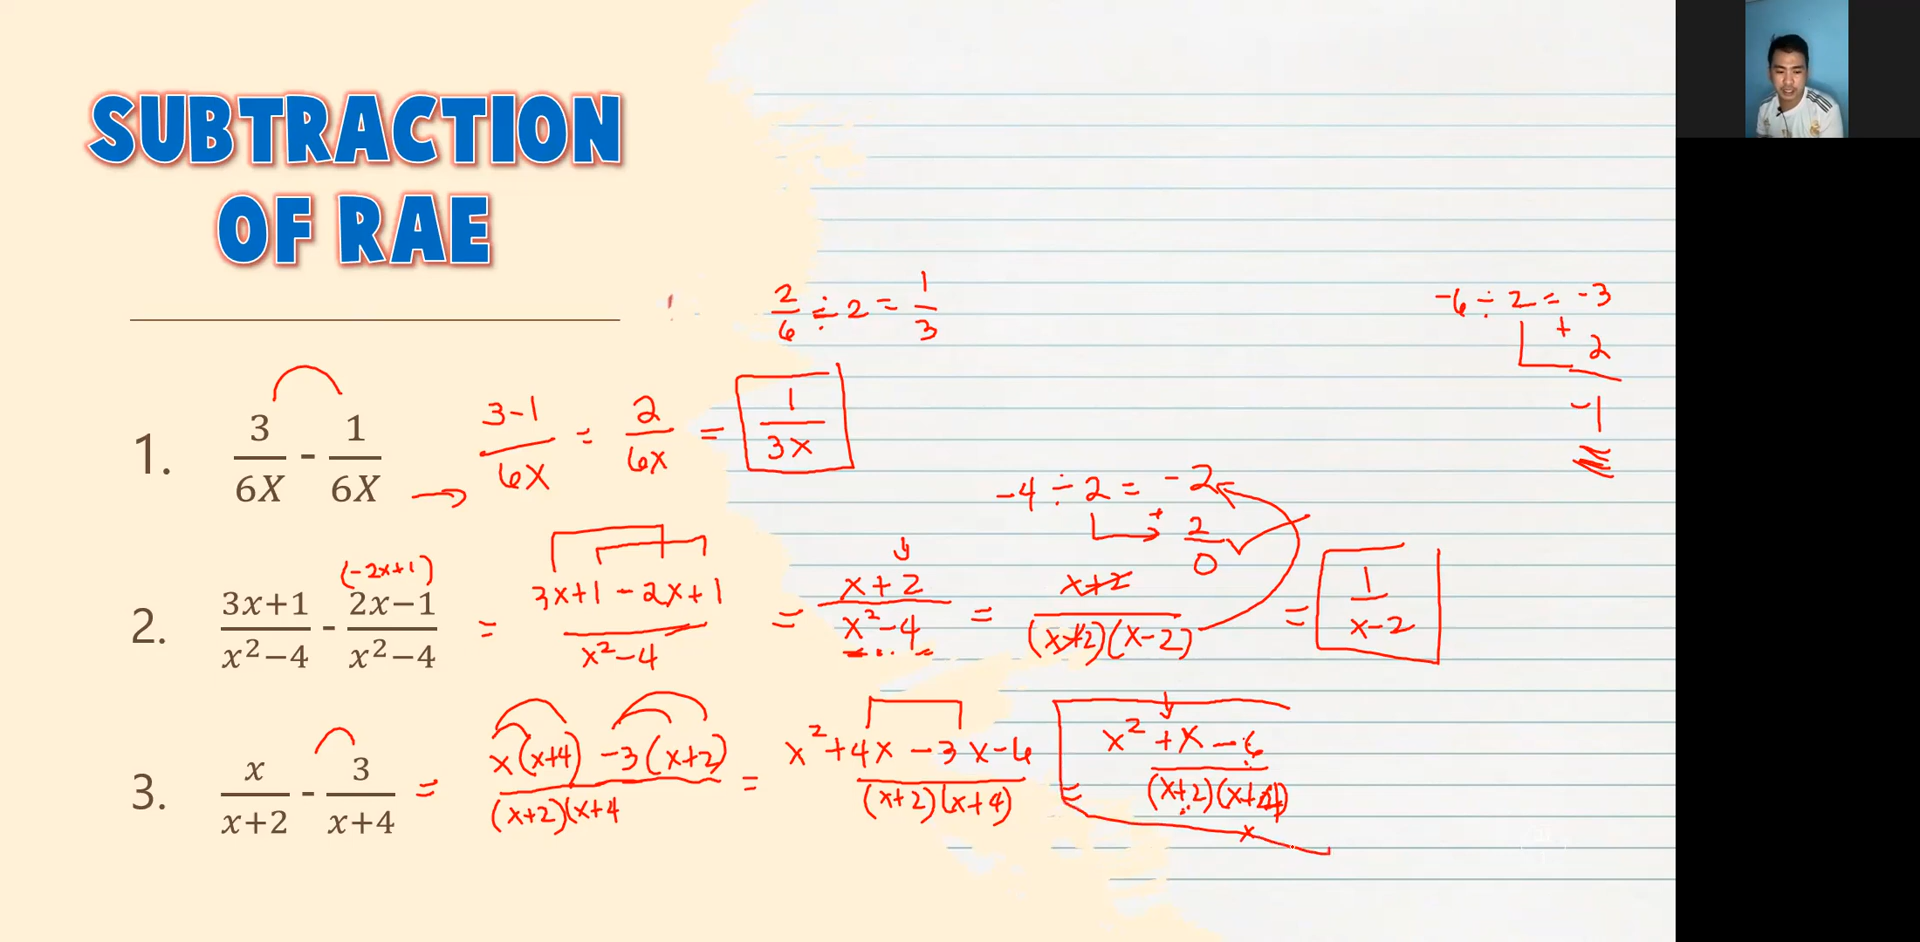 SUBTRACTION
OF RAE
2/6 ÷ 2 = 1/3
-6 ÷ 2 = -3
+ 2
-1
1. 3/6X - 1/6X → 3-1/6X = 2/6X = 1/3X
-4 ÷ 2 = -2
+ 2
0
(-2x+1)
2. 3x+1/x²-4 - 2x-1/x²-4 = 3x+1 - 2x+1/x²-4 = x+2/x²-4 = x+2/(x+2)(x-2) = 1/x-2
3. x/x+2 - 3/x+4 = x(x+4) -3(x+2)/(x+2)(x+4 = x²+4x-3x-6/(x+2)(x+4) = x²+x-6/(x+2)(x+4)
x